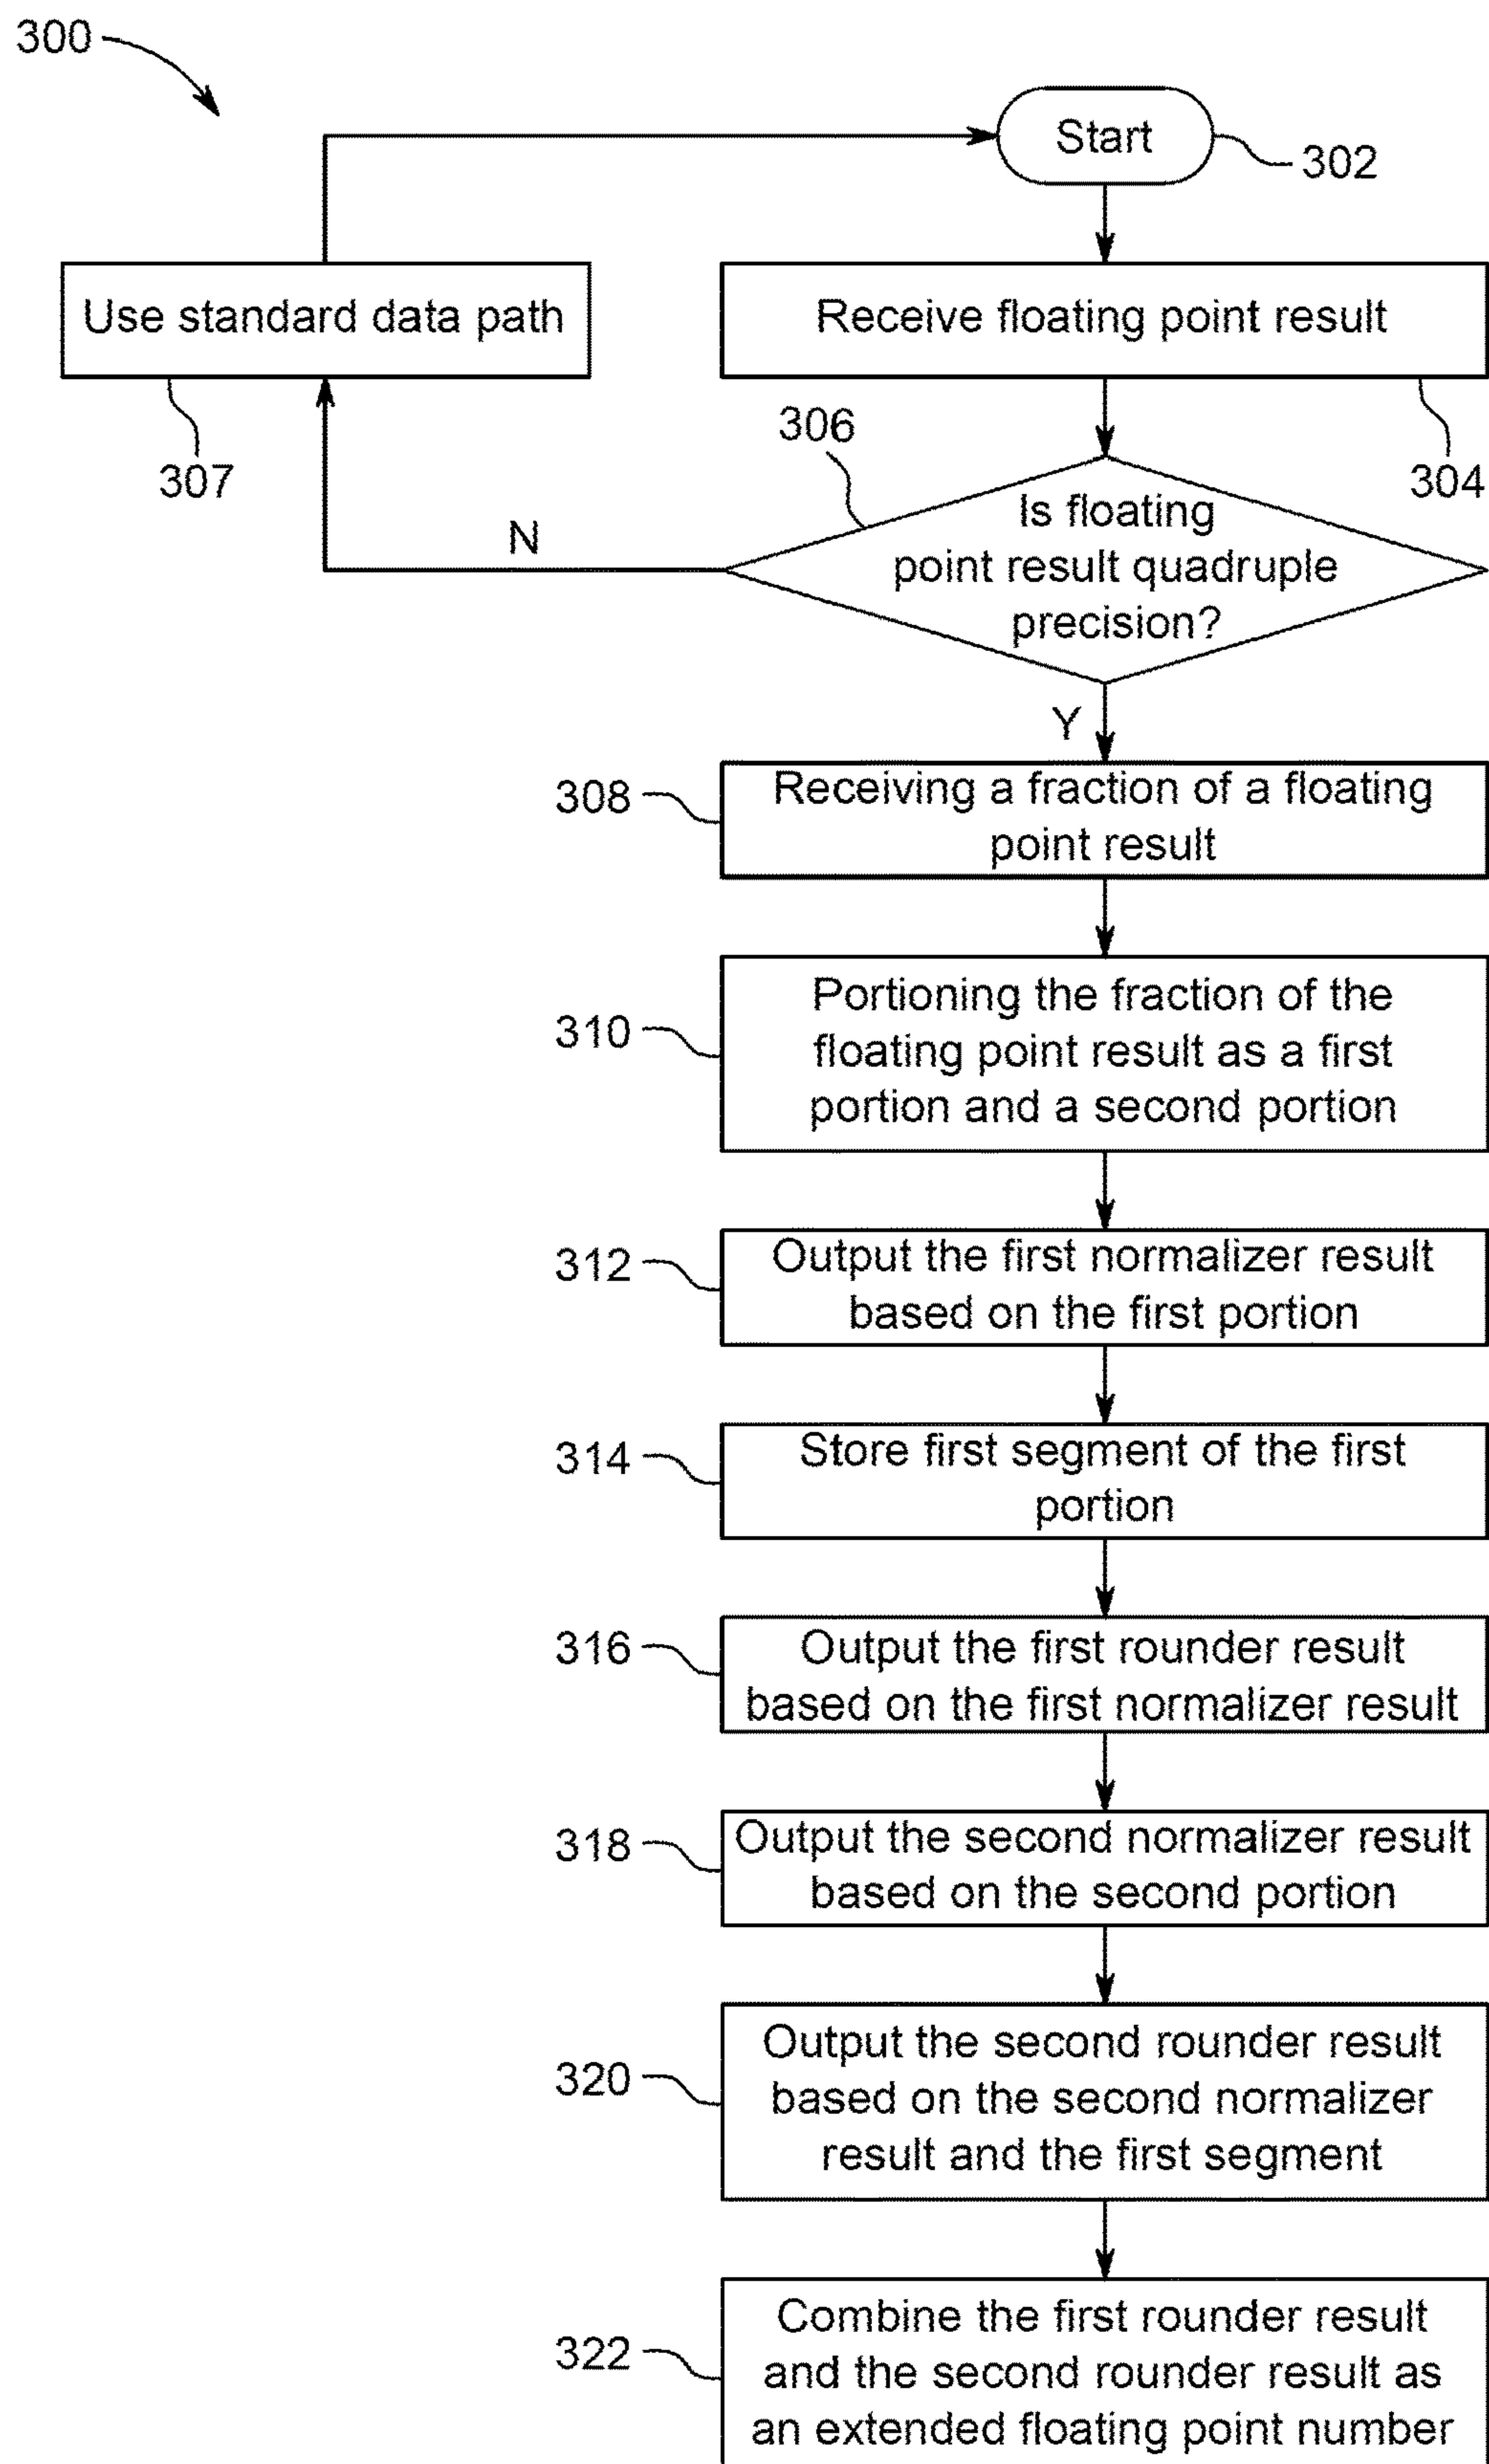 300
Start
302
Use standard data path
Receive floating point result
307
304
306
Is floating
point result quadruple
precision?
N
Y
308
Receiving a fraction of a floating
point result
310
Portioning the fraction of the
floating point result as a first
portion and a second portion
312
Output the first normalizer result
based on the first portion
314
Store first segment of the first
portion
316
Output the first rounder result
based on the first normalizer result
318
Output the second normalizer result
based on the second portion
320
Output the second rounder result
based on the second normalizer
result and the first segment
322
Combine the first rounder result
and the second rounder result as
an extended floating point number